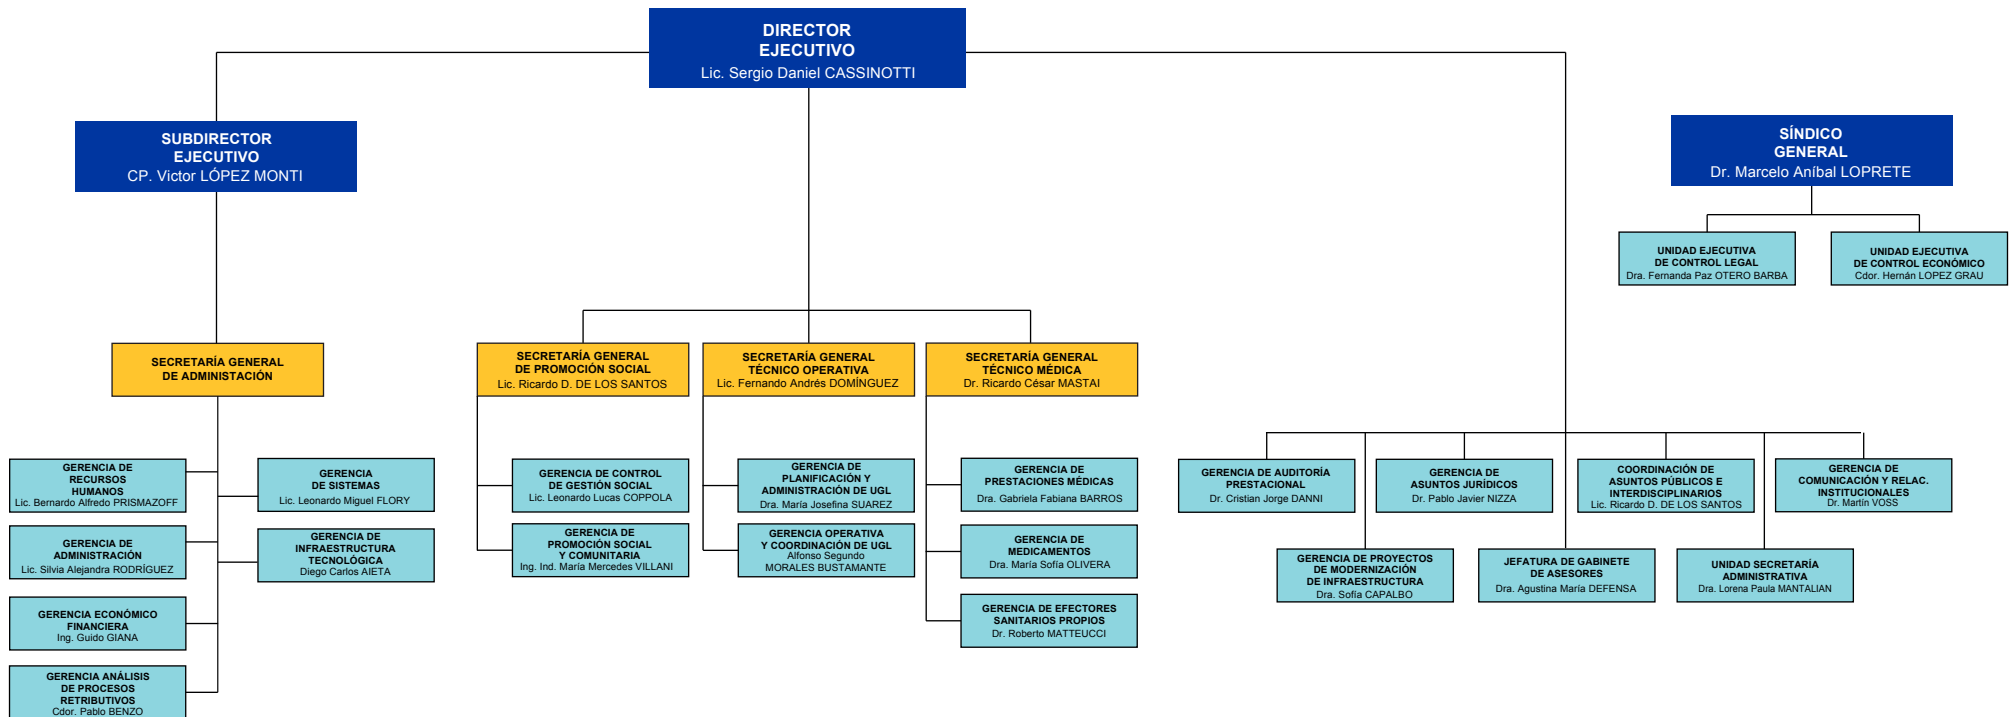 DIRECTOR
EJECUTIVO
Lic. Sergio Daniel CASSINOTTI
SUBDIRECTOR
EJECUTIVO
CP. Victor LÓPEZ MONTI
SÍNDICO
GENERAL
Dr. Marcelo Aníbal LOPRETE
UNIDAD EJECUTIVA
DE CONTROL LEGAL
Dra. Fernanda Paz OTERO BARBA
UNIDAD EJECUTIVA
DE CONTROL ECONÓMICO
Cdor. Hernán LOPEZ GRAU
SECRETARÍA GENERAL
DE ADMINISTACIÓN
SECRETARÍA GENERAL
DE PROMOCIÓN SOCIAL
Lic. Ricardo D. DE LOS SANTOS
SECRETARÍA GENERAL
TÉCNICO OPERATIVA
Lic. Fernando Andrés DOMÍNGUEZ
SECRETARÍA GENERAL
TÉCNICO MÉDICA
Dr. Ricardo César MASTAI
GERENCIA DE
RECURSOS
HUMANOS
Lic. Bernardo Alfredo PRISMAZOFF
GERENCIA
DE SISTEMAS
Lic. Leonardo Miguel FLORY
GERENCIA DE
ADMINISTRACIÓN
Lic. Silvia Alejandra RODRÍGUEZ
GERENCIA DE
INFRAESTRUCTURA
TECNOLÓGICA
Diego Carlos AIETA
GERENCIA ECONÓMICO
FINANCIERA
Ing. Guido GIANA
GERENCIA ANÁLISIS
DE PROCESOS
RETRIBUTIVOS
Cdor. Pablo BENZO
GERENCIA DE CONTROL
DE GESTIÓN SOCIAL
Lic. Leonardo Lucas COPPOLA
GERENCIA DE
PROMOCIÓN SOCIAL
Y COMUNITARIA
Ing. Ind. María Mercedes VILLANI
GERENCIA DE
PLANIFICACIÓN Y
ADMINISTRACIÓN DE UGL
Dra. María Josefina SUAREZ
GERENCIA OPERATIVA
Y COORDINACIÓN DE UGL
Alfonso Segundo
MORALES BUSTAMANTE
GERENCIA DE
PRESTACIONES MÉDICAS
Dra. Gabriela Fabiana BARROS
GERENCIA DE
MEDICAMENTOS
Dra. María Sofía OLIVERA
GERENCIA DE EFECTORES
SANITARIOS PROPIOS
Dr. Roberto MATTEUCCI
GERENCIA DE AUDITORÍA
PRESTACIONAL
Dr. Cristian Jorge DANNI
GERENCIA DE
ASUNTOS JURÍDICOS
Dr. Pablo Javier NIZZA
COORDINACIÓN DE
ASUNTOS PÚBLICOS E
INTERDISCIPLINARIOS
Lic. Ricardo D. DE LOS SANTOS
GERENCIA DE
COMUNICACIÓN Y RELAC.
INSTITUCIONALES
Dr. Martín VOSS
GERENCIA DE PROYECTOS
DE MODERNIZACIÓN
DE INFRAESTRUCTURA
Dra. Sofía CAPALBO
JEFATURA DE GABINETE
DE ASESORES
Dra. Agustina María DEFENSA
UNIDAD SECRETARÍA
ADMINISTRATIVA
Dra. Lorena Paula MANTALIAN